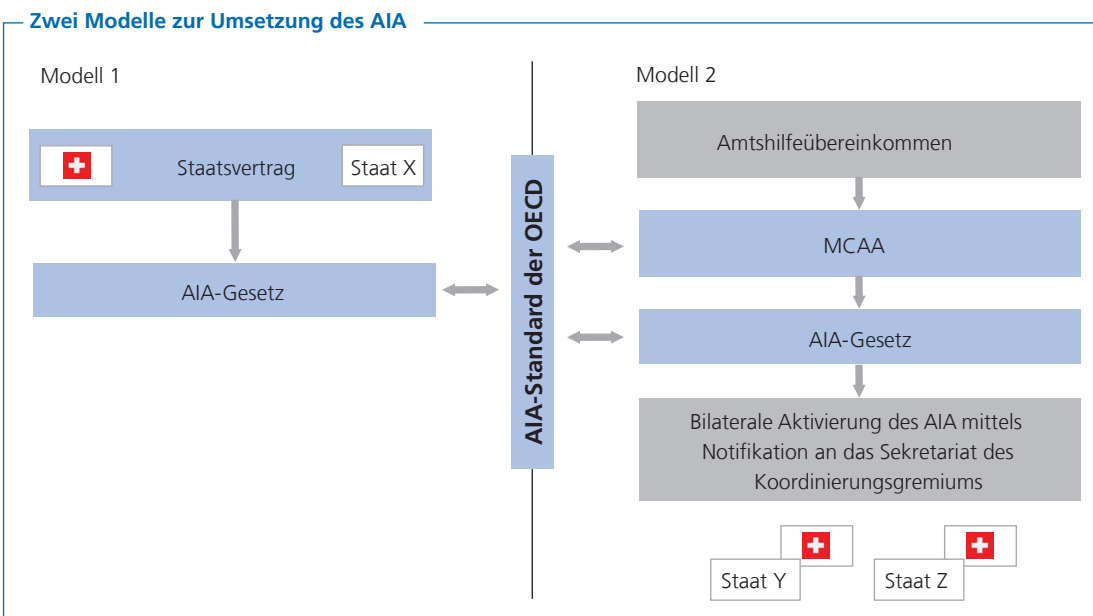 Zwei Modelle zur Umsetzung des AIA
Modell 1
Staatsvertrag
Staat X
AIA-Gesetz
AIA-Standard der OECD
Modell 2
Amtshilfeübereinkommen
MCAA
AIA-Gesetz
Bilaterale Aktivierung des AIA mittels
Notifikation an das Sekretariat des
Koordinierungsgremiums
Staat Y
Staat Z